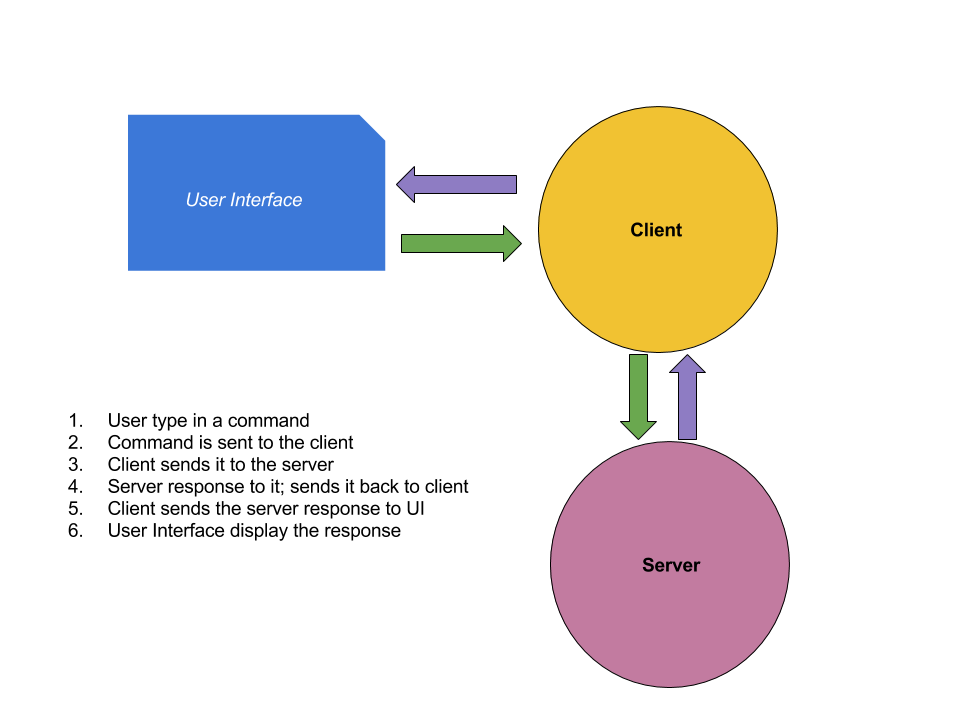 User Interface
Client
1. User type in a command
2. Command is sent to the client
3. Client sends it to the server
4. Server response to it; sends it back to client
5. Client sends the server response to UI
6. User Interface display the response
Server